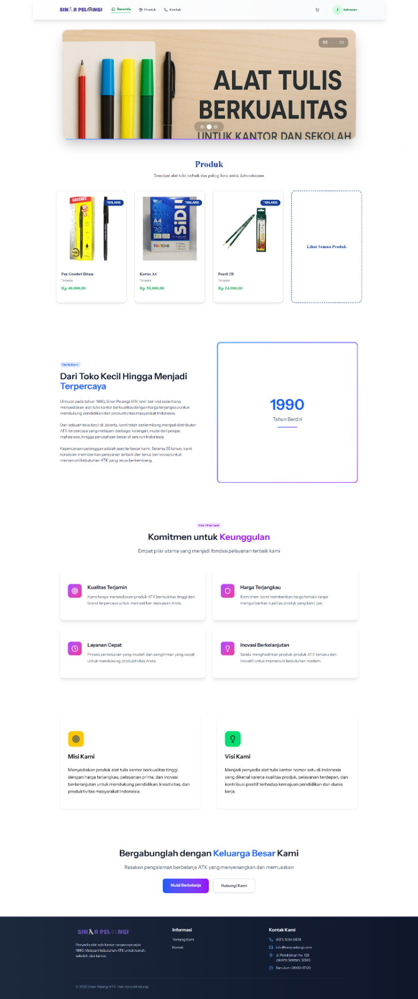 SINAR PELANGI
Beranda
Produk
Kontak
J
Johnson
02
03
ALAT TULIS
BERKUALITAS
UNTUK KANTOR DAN SEKOLAH
Produk
Temukan alat tulis terbaik dan paling laris untuk kebutuhanmu
GREEBEL
TERLARIS
Pen Greebel Hitam
Tersedia
Rp 40.000,00
A4
SiDU
70
TERLARIS
Kertas A4
Tersedia
Rp 50.000,00
TERLARIS
Pensil 2B
Tersedia
Rp 24.000,00
Lihat Semua Produk
Cerita Kami
Dari Toko Kecil Hingga Menjadi
Terpercaya
Dimulai pada tahun 1990, Sinar Pelangi ATK lahir dari visi sederhana:
menyediakan alat tulis kantor berkualitas dengan harga terjangkau untuk
mendukung pendidikan dan produktivitas masyarakat Indonesia.
Dari sebuah toko kecil di Jakarta, kami telah berkembang menjadi distributor
ATK terpercaya yang melayani berbagai kalangan, mulai dari pelajar,
mahasiswa, hingga perusahaan besar di seluruh Indonesia.
Kepercayaan pelanggan adalah aset terbesar kami. Selama 35 tahun, kami
konsisten memberikan pelayanan terbaik dan terus berinovasi untuk
memenuhi kebutuhan ATK yang terus berkembang.
1990
Tahun Berdiri
Nilai-Nilai Kami
Komitmen untuk Keunggulan
Empat pilar utama yang menjadi fondasi pelayanan terbaik kami
Kualitas Terjamin
Kami hanya menyediakan produk ATK berkualitas tinggi dari
brand terpercaya untuk memastikan kepuasan Anda.
Harga Terjangkau
Komitmen kami memberikan harga terbaik tanpa
mengorbankan kualitas produk yang kami jual.
Layanan Cepat
Proses pemesanan yang mudah dan pengiriman yang cepat
untuk mendukung produktivitas Anda.
Inovasi Berkelanjutan
Selalu menghadirkan produk-produk ATK terbaru dan
inovatif untuk memenuhi kebutuhan modern.
Misi Kami
Menyediakan produk alat tulis kantor berkualitas tinggi
dengan harga terjangkau, pelayanan prima, dan inovasi
berkelanjutan untuk mendukung pendidikan, kreativitas, dan
produktivitas masyarakat Indonesia.
Visi Kami
Menjadi penyedia alat tulis kantor nomor satu di Indonesia
yang dikenal karena kualitas produk, pelayanan terdepan, dan
kontribusi positif terhadap kemajuan pendidikan dan dunia
kerja.
Bergabunglah dengan Keluarga Besar Kami
Rasakan pengalaman berbelanja ATK yang menyenangkan dan memuaskan
Mulai Berbelanja
Hubungi Kami
SINAR PELANGI
Penyedia alat tulis kantor terpercaya sejak
1990. Melayani kebutuhan ATK untuk rumah,
sekolah, dan kantor.
Informasi
Tentang Kami
Kontak
Kontak Kami
(021) 1234-5678
info@sinarpelangi.com
Jl. Pendidikan No. 123
Jakarta Selatan, 12345
Sen-Jum: 08:00-17:00
© 2025 Sinar Pelangi ATK. Hak cipta dilindungi.